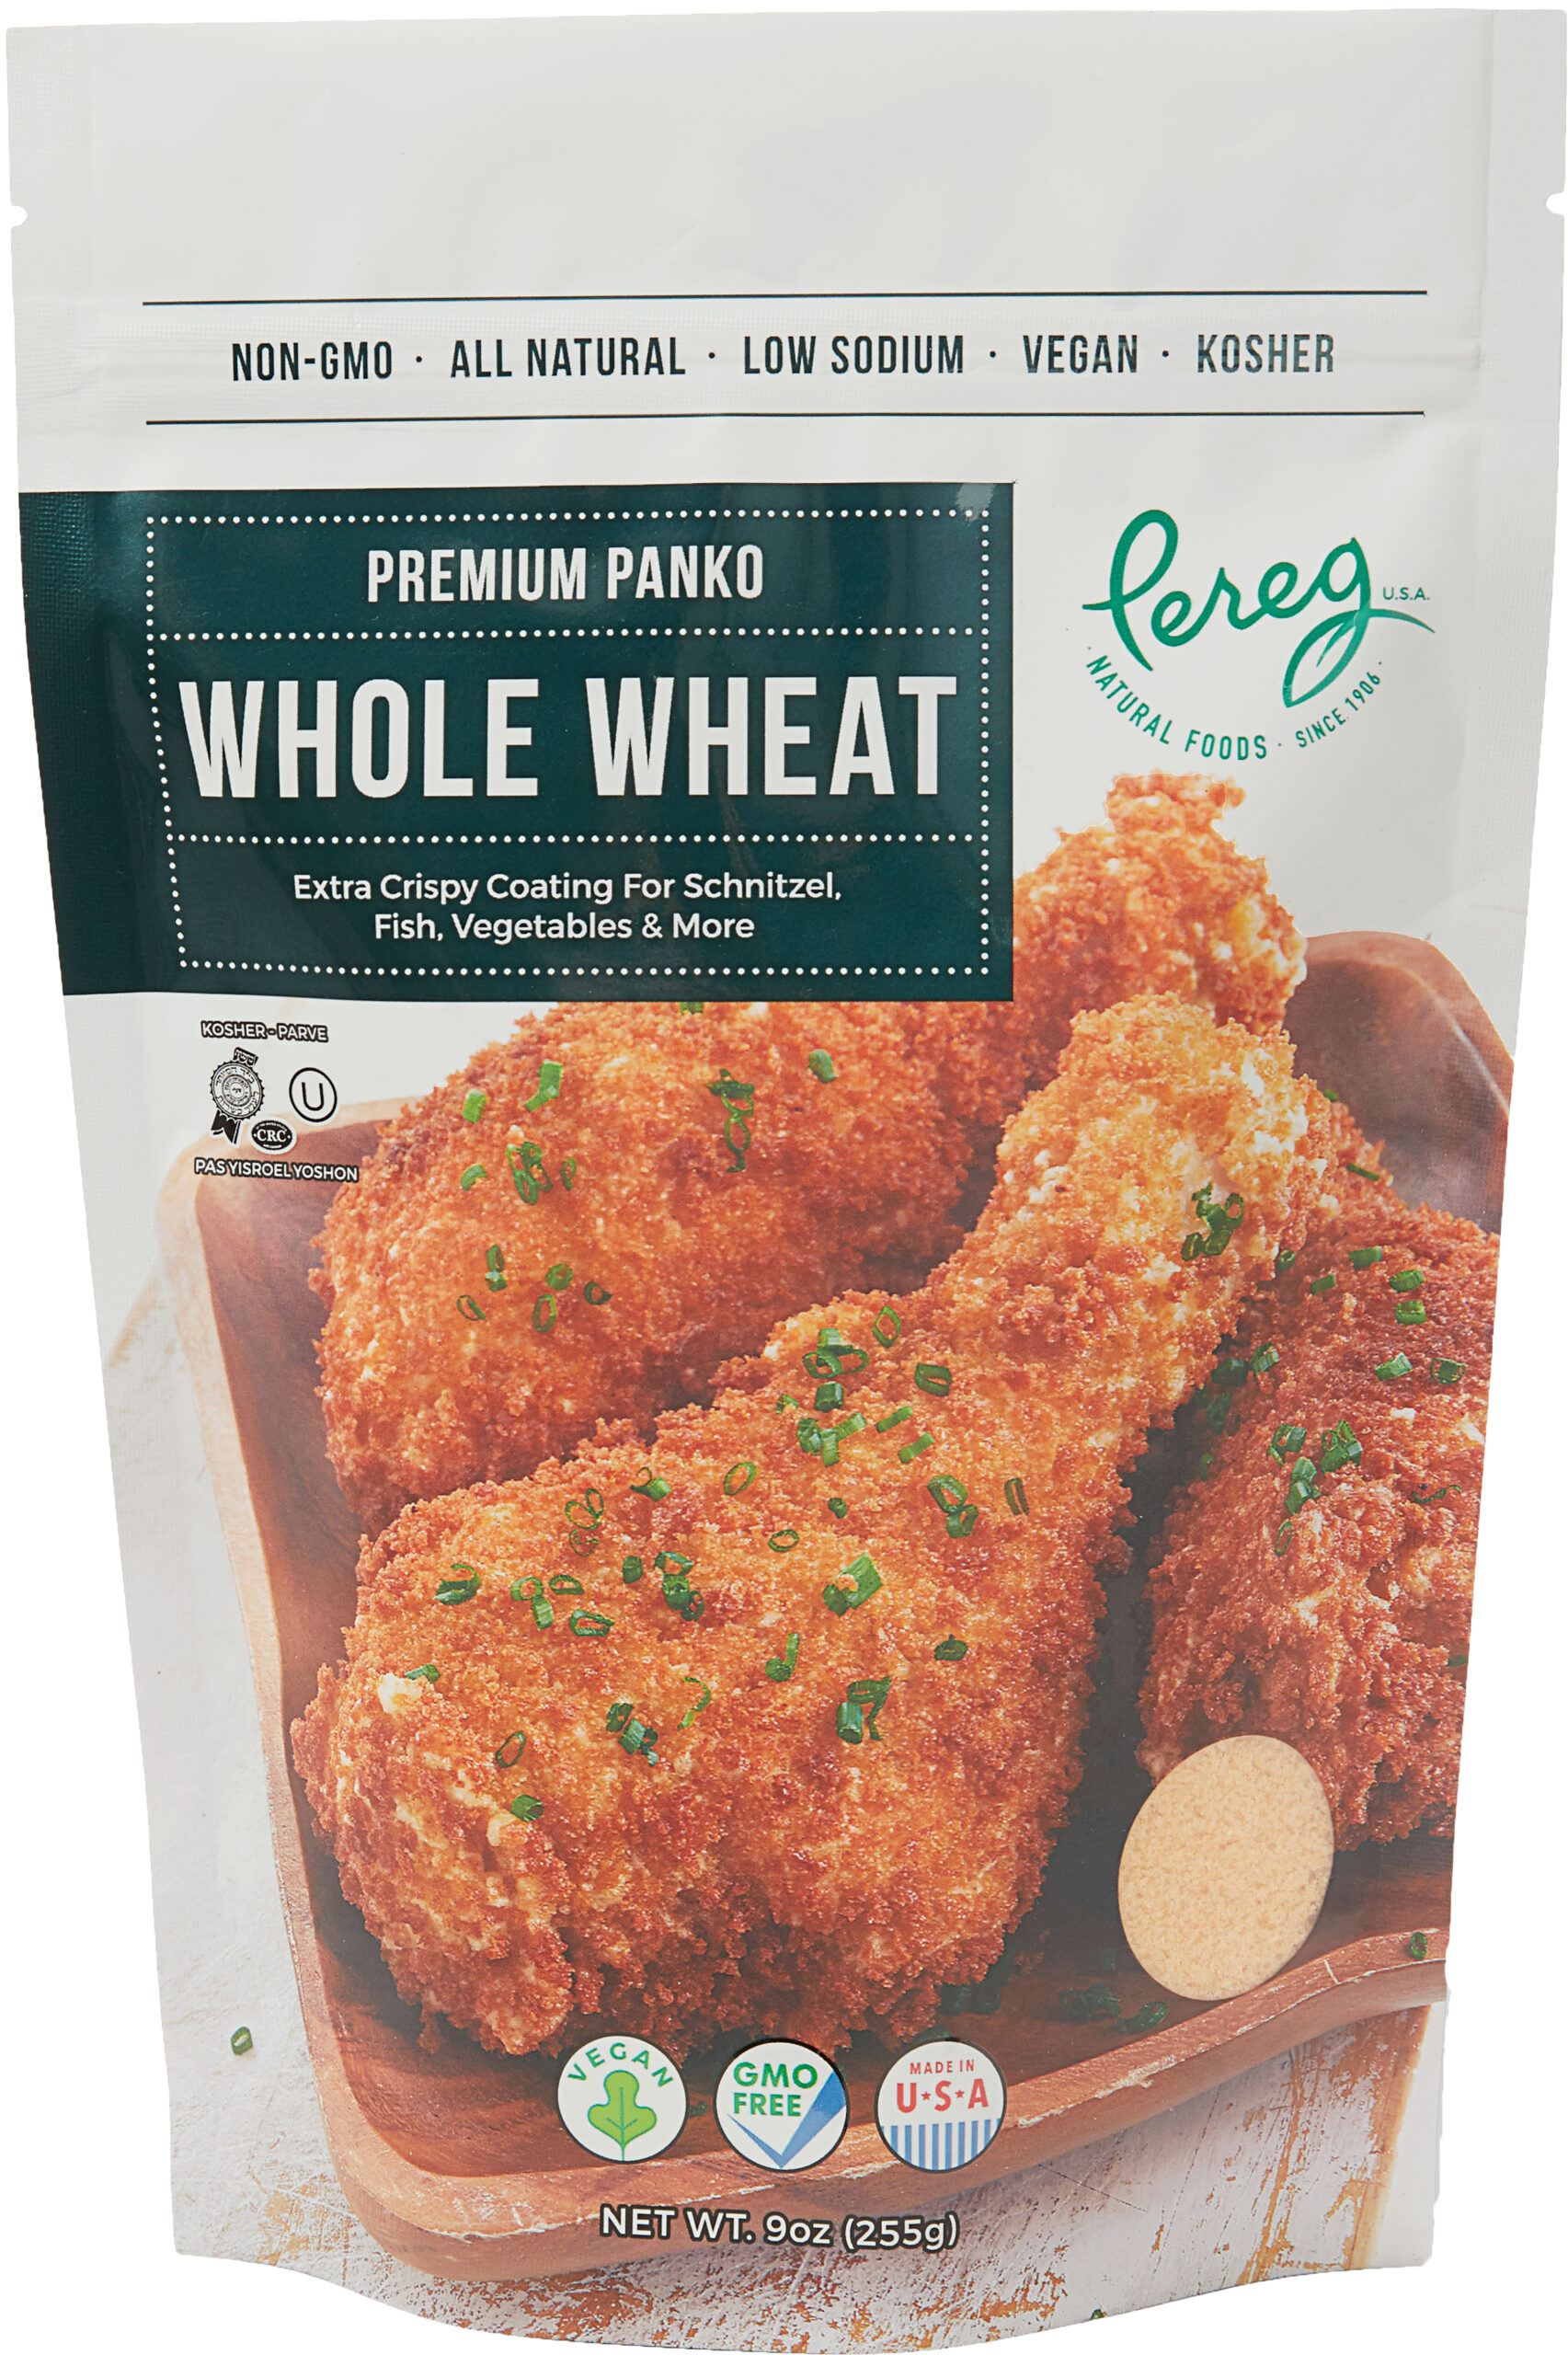 NON-GMO · ALL NATURAL · LOW SODIUM · VEGAN · KOSHER
PREMIUM PANKO
WHOLE WHEAT
Extra Crispy Coating For Schnitzel,
Fish, Vegetables & More
Pereg U.S.A.
· NATURAL FOODS · SINCE 1906 ·
KOSHER - PARVE
U
CRC
PAS YISROEL YOSHON
VEGAN
GMO
FREE
MADE IN
U★S★A
NET WT. 9oz (255g)